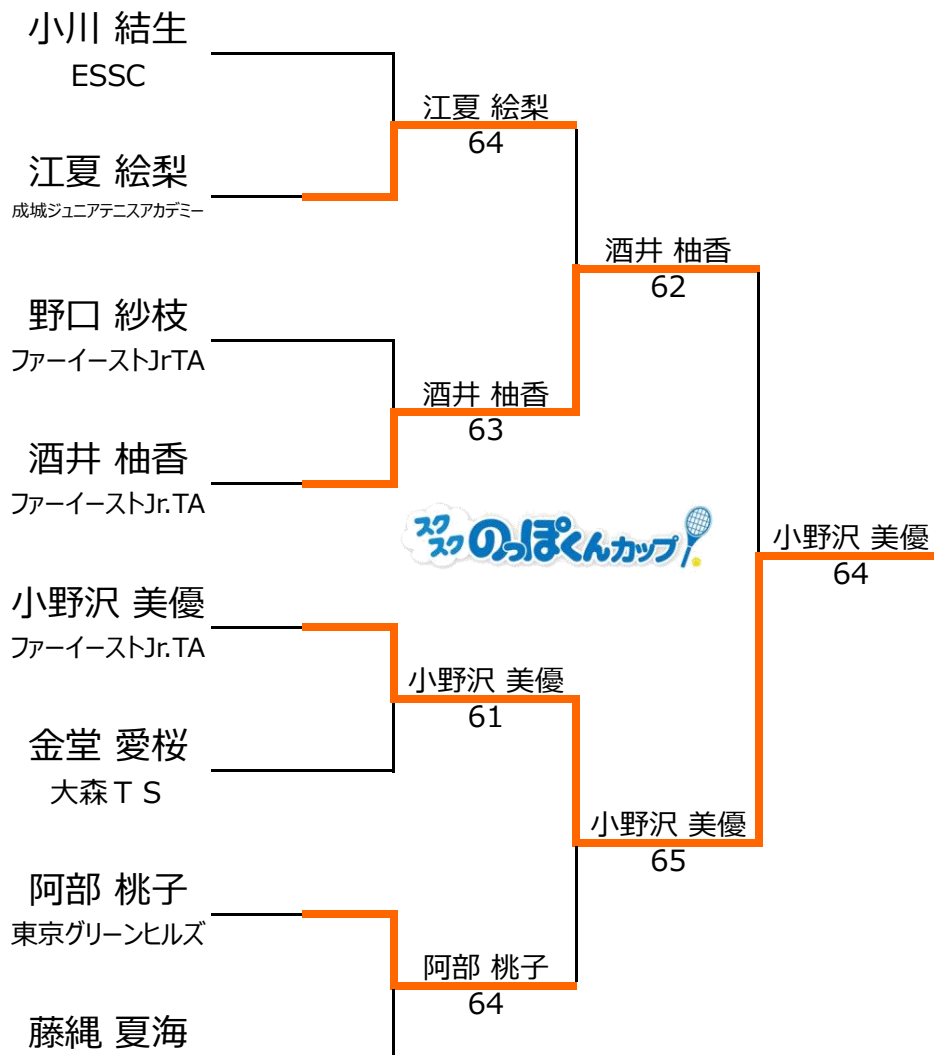 小川 結生
ESSC
江夏 絵梨
64
江夏 絵梨
成城ジュニアテニスアカデミー
酒井 柚香
62
野口 紗枝
ファーイーストJrTA
酒井 柚香
63
酒井 柚香
ファーイーストJr.TA
スク
スク
のっぽくんカップ
小野沢 美優
64
小野沢 美優
ファーイーストJr.TA
小野沢 美優
61
金堂 愛桜
大森ＴＳ
小野沢 美優
65
阿部 桃子
東京グリーンヒルズ
阿部 桃子
64
藤縄 夏海